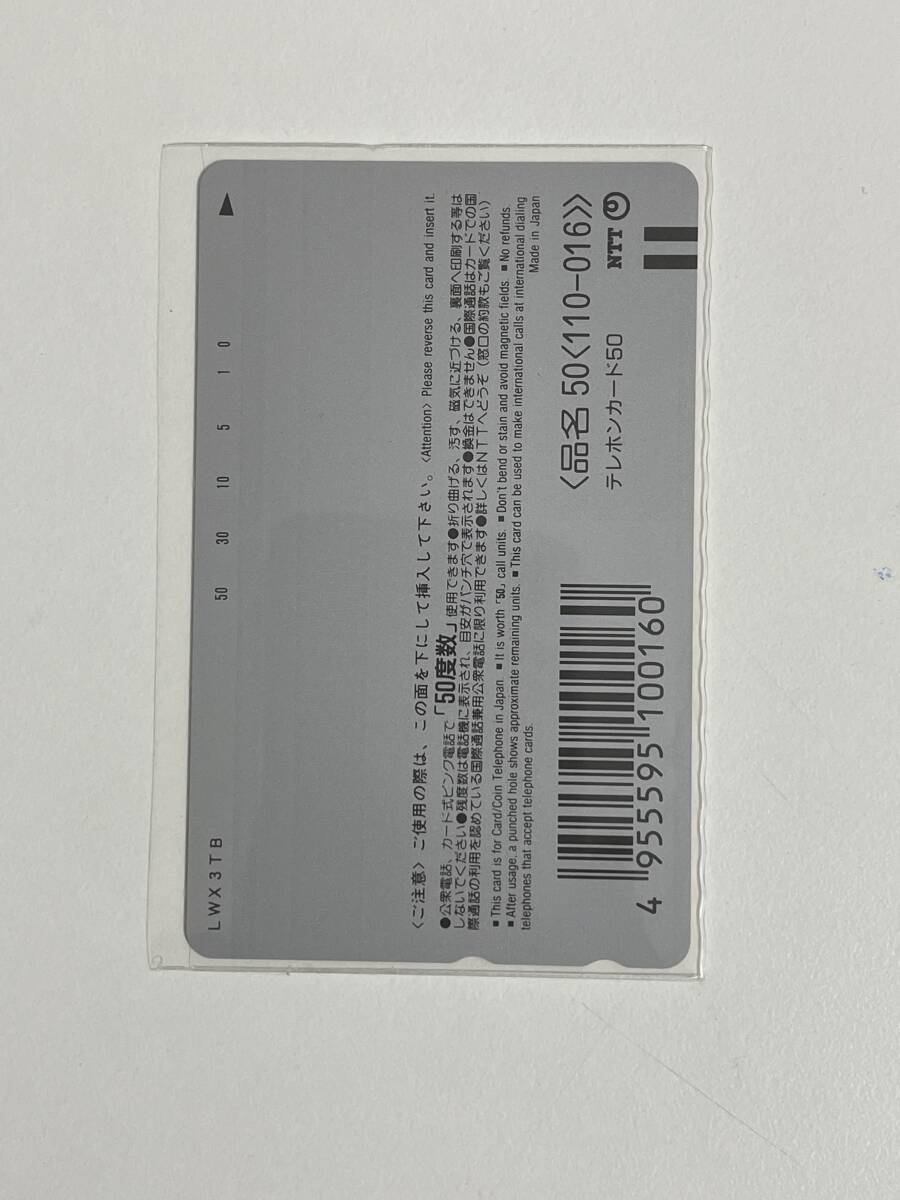 LWX3TB
50 30 10 5 1 0
〈ご注意〉ご使用の際は、この面を下にして挿入して下さい。〈Attention〉Please reverse this card and insert it.
●公衆電話、カード式ピンク電話で「50度数」使用できます●折り曲げる、汚す、磁気に近づける、裏面へ印刷する等は
しないでください●残度数は電話機に表示され、目安がパンチ穴で表示されます●換金はできません●国際通話はカードでの国
際通話の利用を認めている国際通話兼用公衆電話に限り利用できます●詳しくはNTTへどうぞ（窓口の約款もご覧ください）
■This card is for Card/Coin Telephone in Japan. ■It is worth「50」call units. ■Don't bend or stain and avoid magnetic fields. ■No refunds.
■After usage, a punched hole shows approximate remaining units. ■This card can be used to make international calls at international dialing
telephones that accept telephone cards. Made in Japan
〈品名 50〈110-016〉〉
テレホンカード50
NTT
4 955595 100160